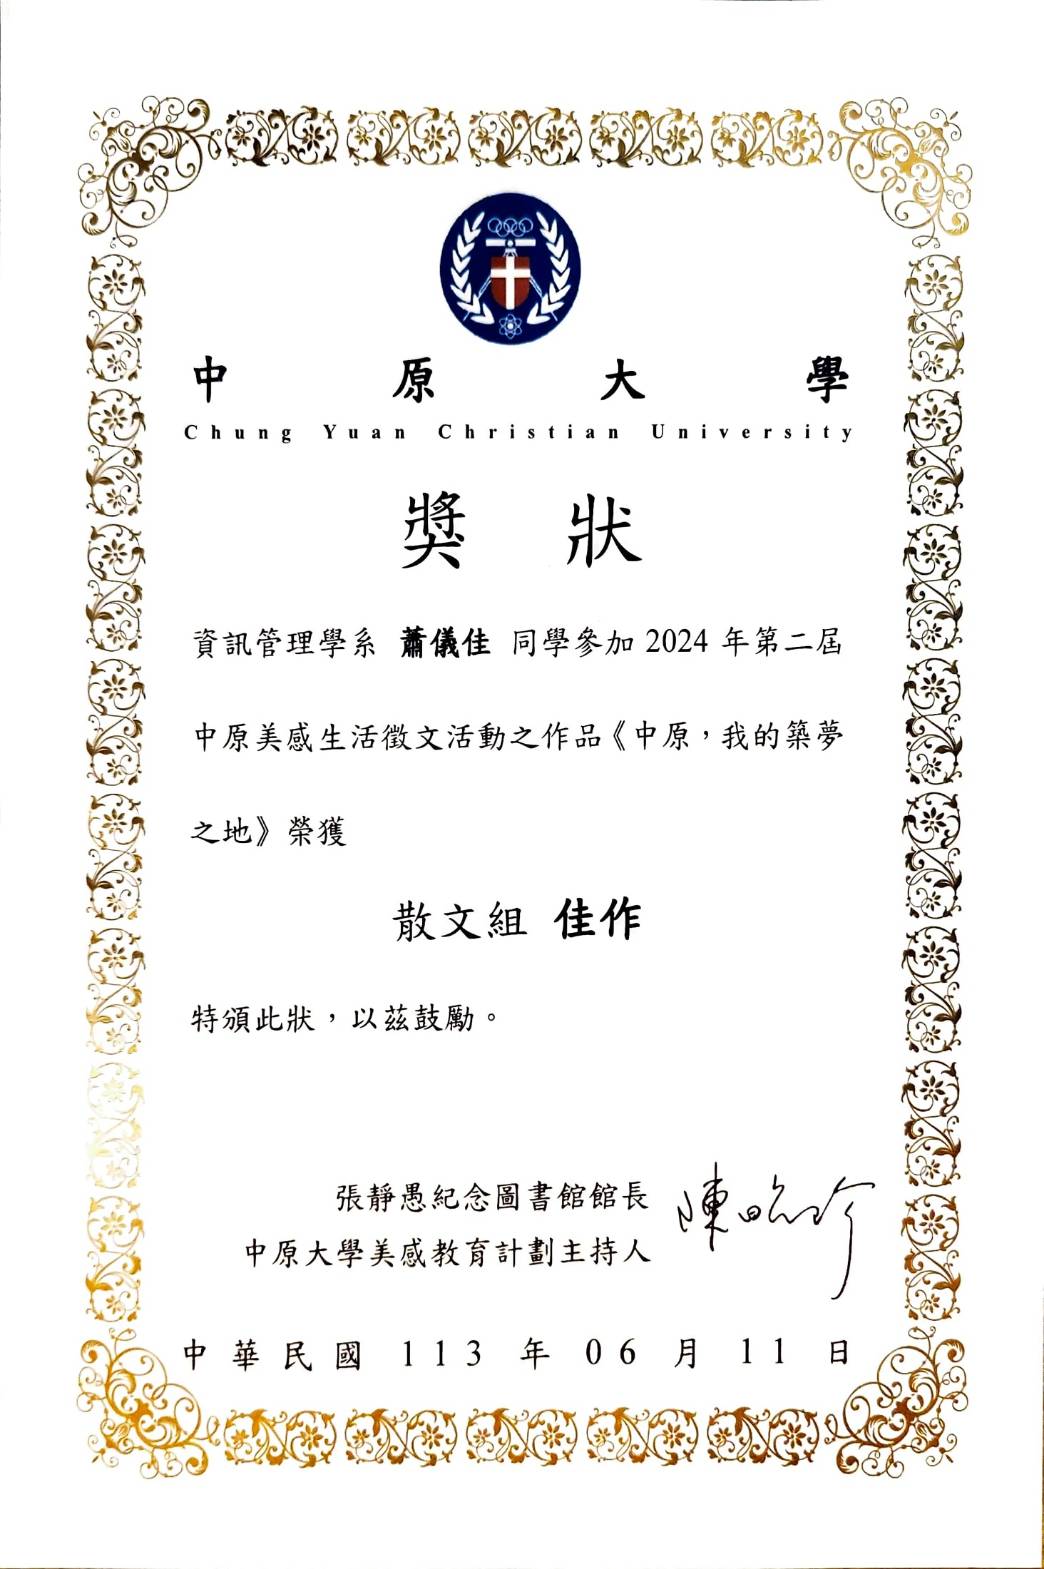 中原大學
Chung Yuan Christian University
獎狀
資訊管理學系 蕭儀佳 同學參加 2024 年第二屆
中原美感生活徵文活動之作品《中原，我的築夢
之地》榮獲
散文組 佳作
特頒此狀，以茲鼓勵。
張靜愚紀念圖書館館長
中原大學美感教育計劃主持人
中華民國 113 年 06 月 11 日